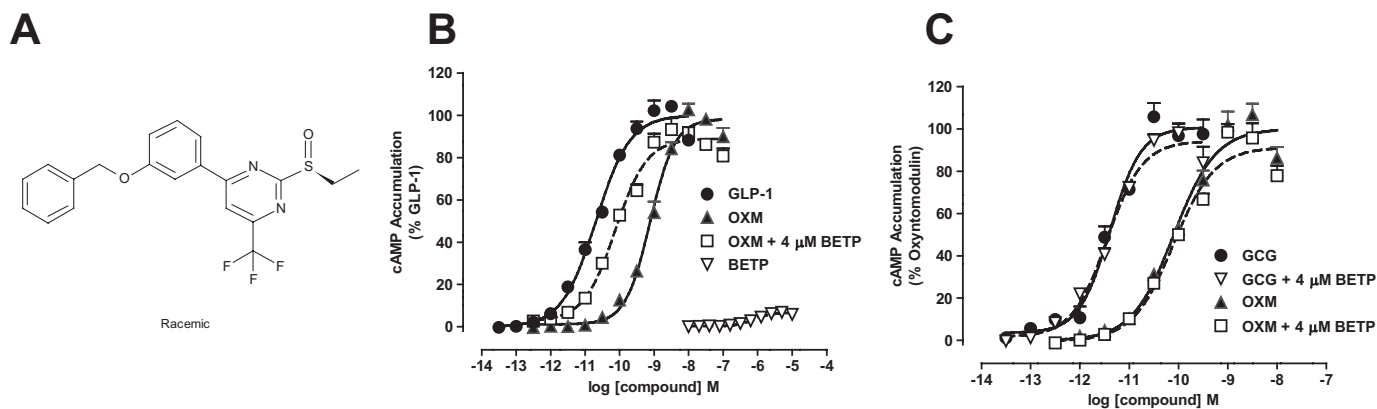 A
O
N
S
O
N
F
F
F
Racemic
B
120
100
80
60
40
20
0
cAMP Accumulation
(% GLP-1)
GLP-1
OXM
OXM + 4 μM BETP
BETP
-14 -13 -12 -11 -10 -9 -8 -7 -6 -5 -4
log [compound] M
C
120
100
80
60
40
20
0
cAMP Accumulation
(% Oxyntomodulin)
GCG
GCG + 4 μM BETP
OXM
OXM + 4 μM BETP
-14 -13 -12 -11 -10 -9 -8 -7
log [compound] M